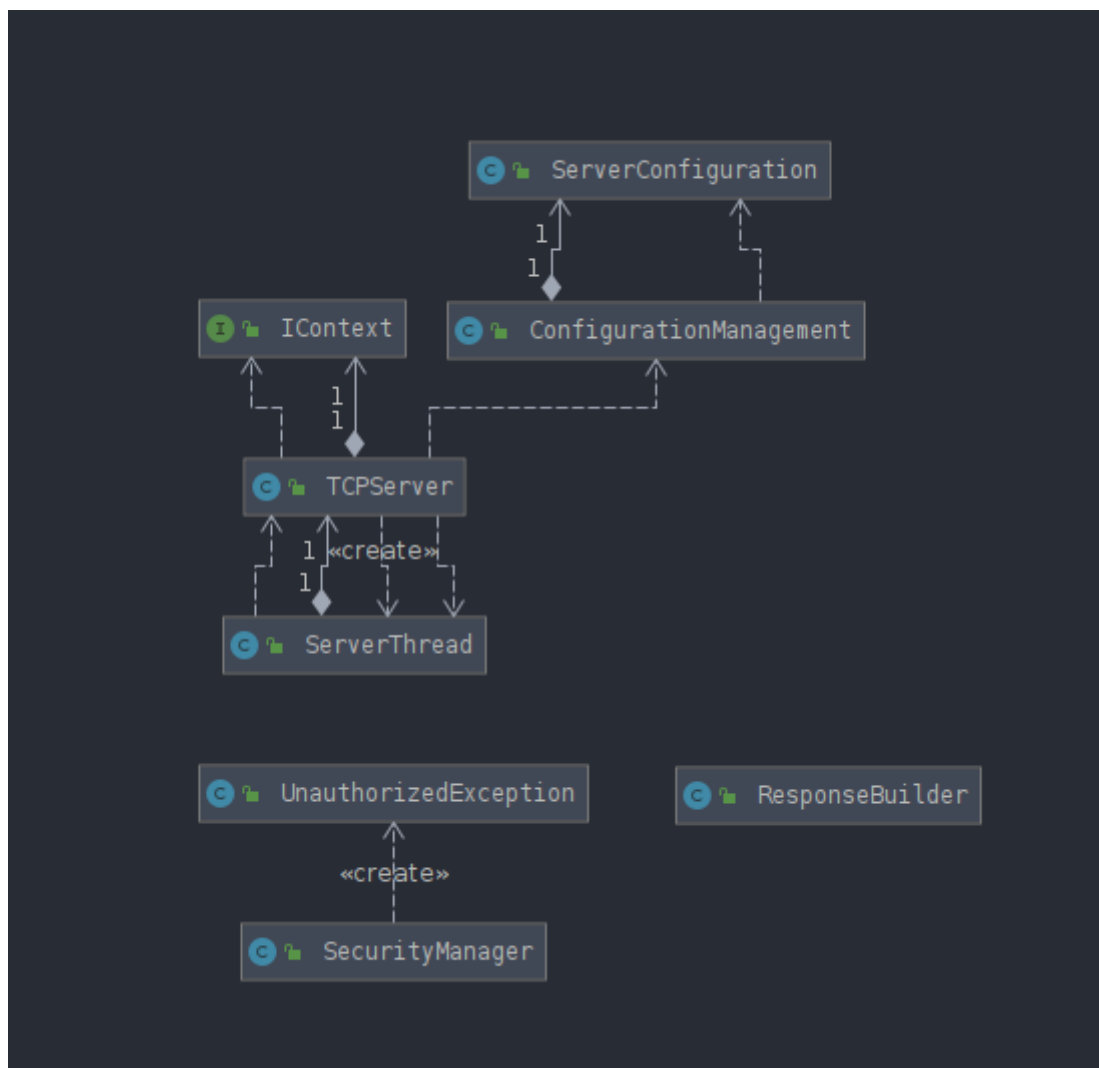 C ServerConfiguration
1
1
I IContext
C ConfigurationManagement
1
1
C TCPServer
1 «create»
1
C ServerThread
C UnauthorizedException
C ResponseBuilder
«create»
C SecurityManager